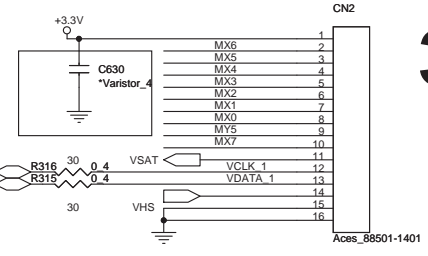 CN2
+3.3V
1
MX6 2
MX5 3
C630 MX4 4
*Varistor_4 MX3 5
MX2 6
MX1 7
MX0 8
MY5 9
MX7 10
VSAT 11
R316 30 0_4 VCLK_1 12
R315 0_4 VDATA_1 13
14
30 VHS 15
16
Aces_88501-1401